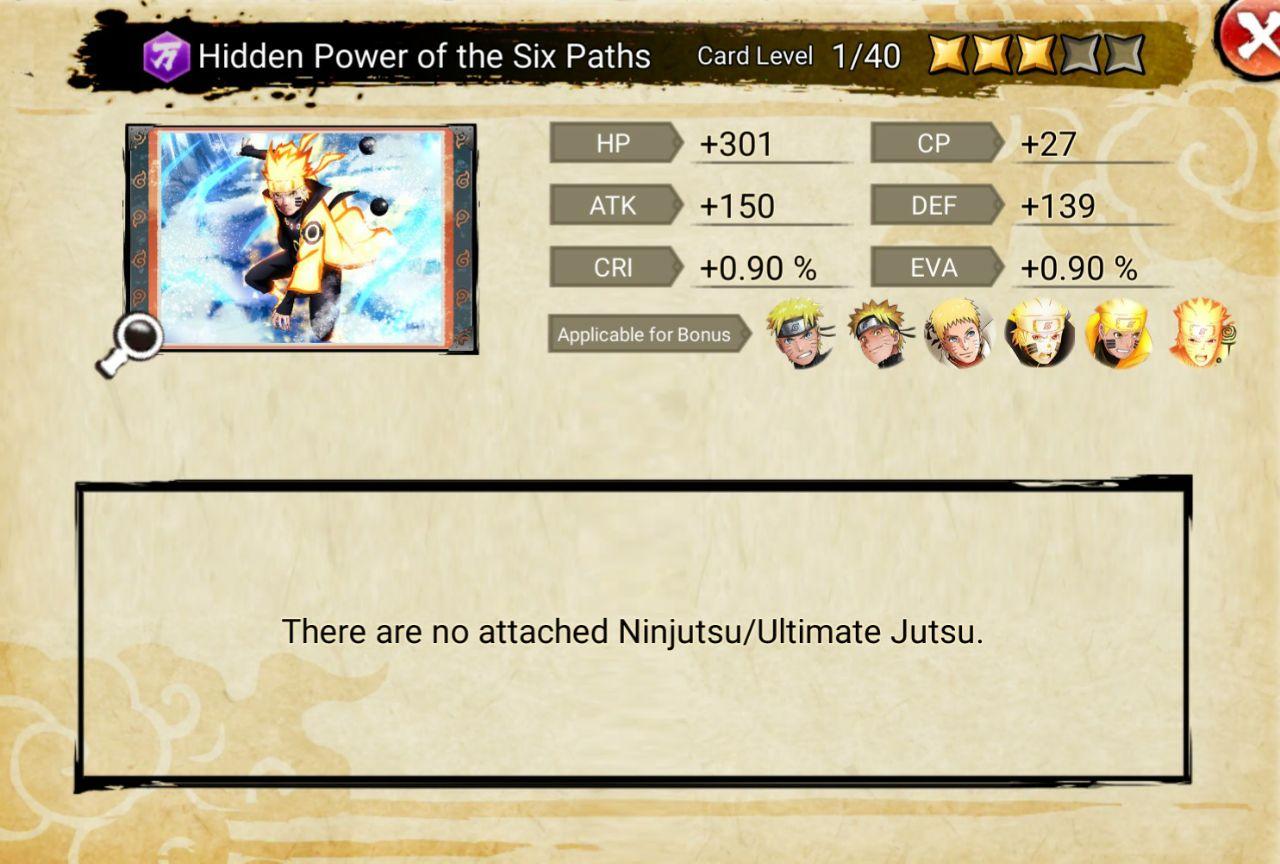 Hidden Power of the Six Paths Card Level 1/40
HP +301 CP +27
ATK +150 DEF +139
CRI +0.90 % EVA +0.90 %
Applicable for Bonus
There are no attached Ninjutsu/Ultimate Jutsu.